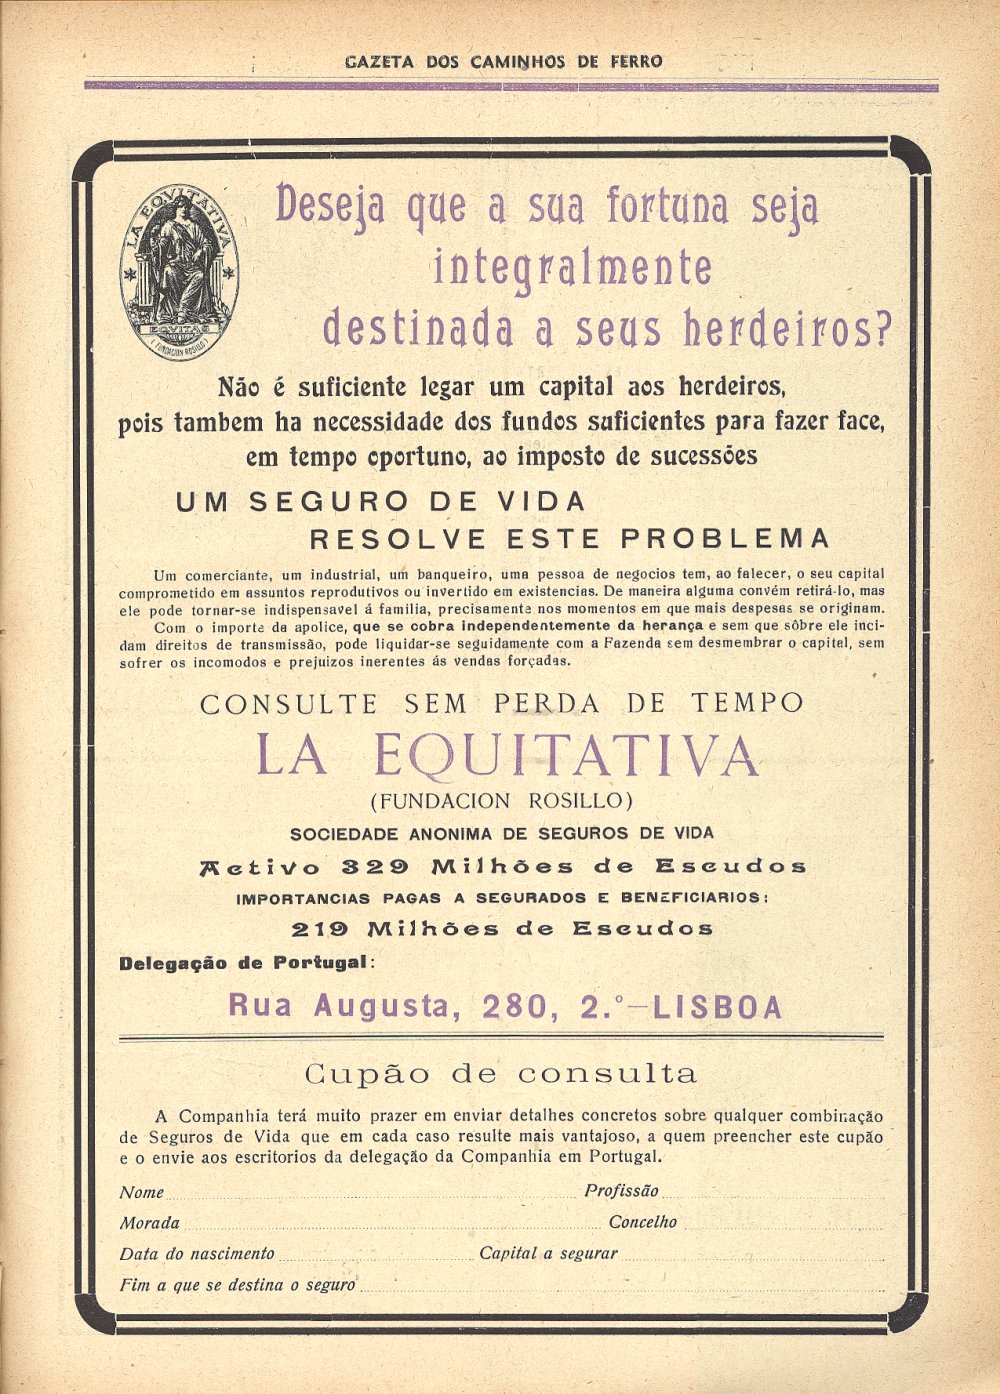 GAZETA DOS CAMINHOS DE FERRO
LA EQVITATIVA
EQVITAS
(FUNDACION ROSILLO)
Deseja que a sua fortuna seja
integralmente
destinada a seus herdeiros?
Não é suficiente legar um capital aos herdeiros,
pois tambem ha necessidade dos fundos suficientes para fazer face,
em tempo oportuno, ao imposto de sucessões
UM SEGURO DE VIDA
RESOLVE ESTE PROBLEMA
Um comerciante, um industrial, um banqueiro, uma pessoa de negocios tem, ao falecer, o seu capital
comprometido em assuntos reprodutivos ou invertido em existencias. De maneira alguma convém retirá-lo, mas
ele pode tornar-se indispensavel á familia, precisamente nos momentos em que mais despesas se originam.
Com o importe da apolice, que se cobra independentemente da herança e sem que sôbre ele inci-
dam direitos de transmissão, pode liquidar-se seguidamente com a Fazenda sem desmembrar o capital, sem
sofrer os incomodos e prejuizos inerentes ás vendas forçadas.
CONSULTE SEM PERDA DE TEMPO
LA EQUITATIVA
(FUNDACION ROSILLO)
SOCIEDADE ANONIMA DE SEGUROS DE VIDA
Activo 329 Milhões de Escudos
IMPORTANCIAS PAGAS A SEGURADOS E BENEFICIARIOS:
219 Milhões de Escudos
Delegação de Portugal:
Rua Augusta, 280, 2.º—LISBOA
Cupão de consulta
A Companhia terá muito prazer em enviar detalhes concretos sobre qualquer combinação
de Seguros de Vida que em cada caso resulte mais vantajoso, a quem preencher este cupão
e o envie aos escritorios da delegação da Companhia em Portugal.
Nome Profissão
Morada Concelho
Data do nascimento Capital a segurar
Fim a que se destina o seguro